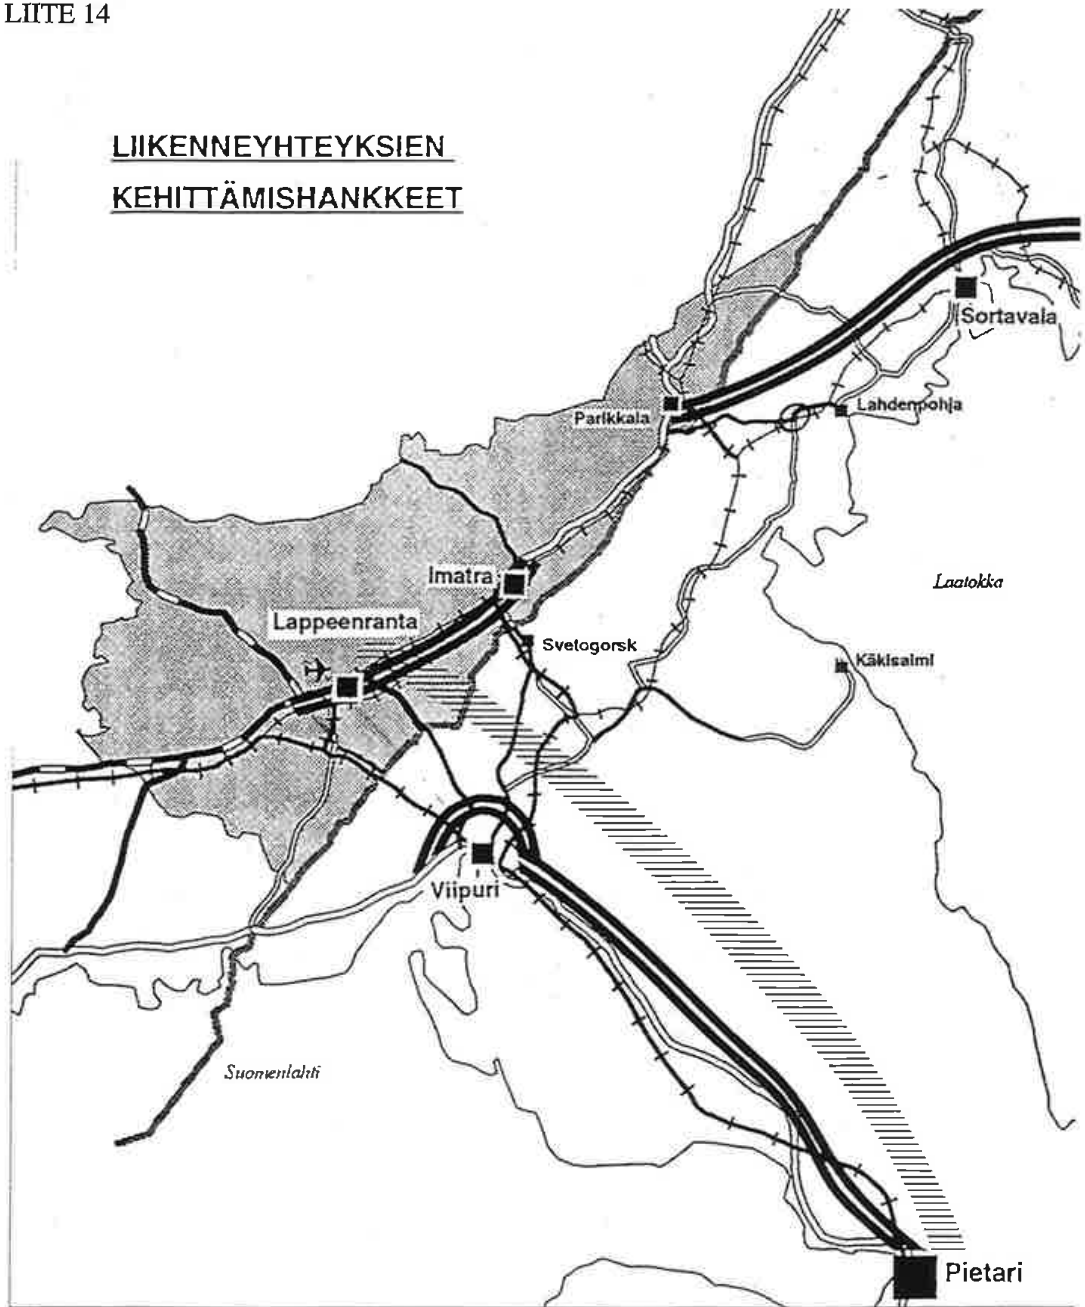 LIITE 14
LIIKENNEYHTEYKSIEN
KEHITTÄMISHANKKEET
Sortavala
Parikkala
Lahdenpohja
Imatra
Laatokka
Lappeenranta
Svetogorsk
Käkisalmi
Viipuri
Suomenlahti
Pietari